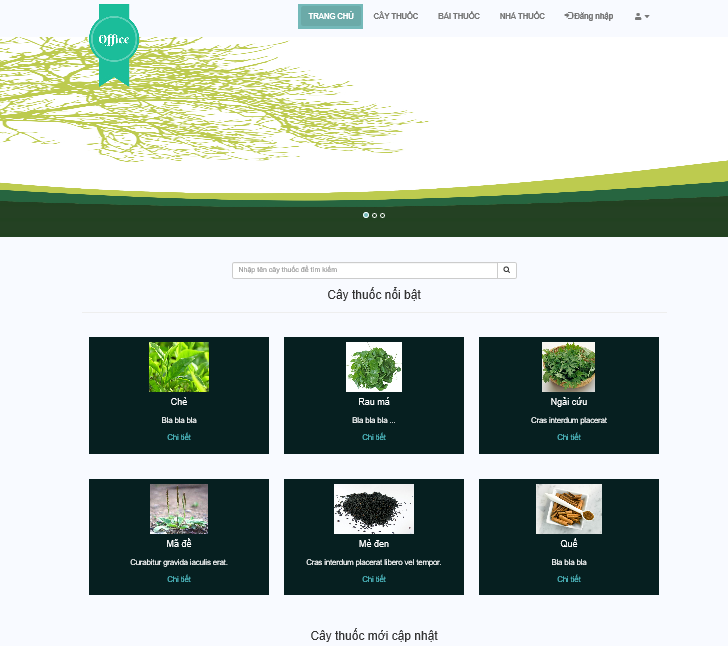 Office
TRANG CHỦ CÂY THUỐC BÀI THUỐC NHÀ THUỐC Đăng nhập
Nhập tên cây thuốc để tìm kiếm
Cây thuốc nổi bật
Chè
Bla bla bla
Chi tiết
Rau má
Bla bla bla ...
Chi tiết
Ngải cứu
Cras interdum placerat
Chi tiết
Mã đề
Curabitur gravida iaculis erat.
Chi tiết
Mè đen
Cras interdum placerat libero vel tempor.
Chi tiết
Quế
Bla bla bla
Chi tiết
Cây thuốc mới cập nhật